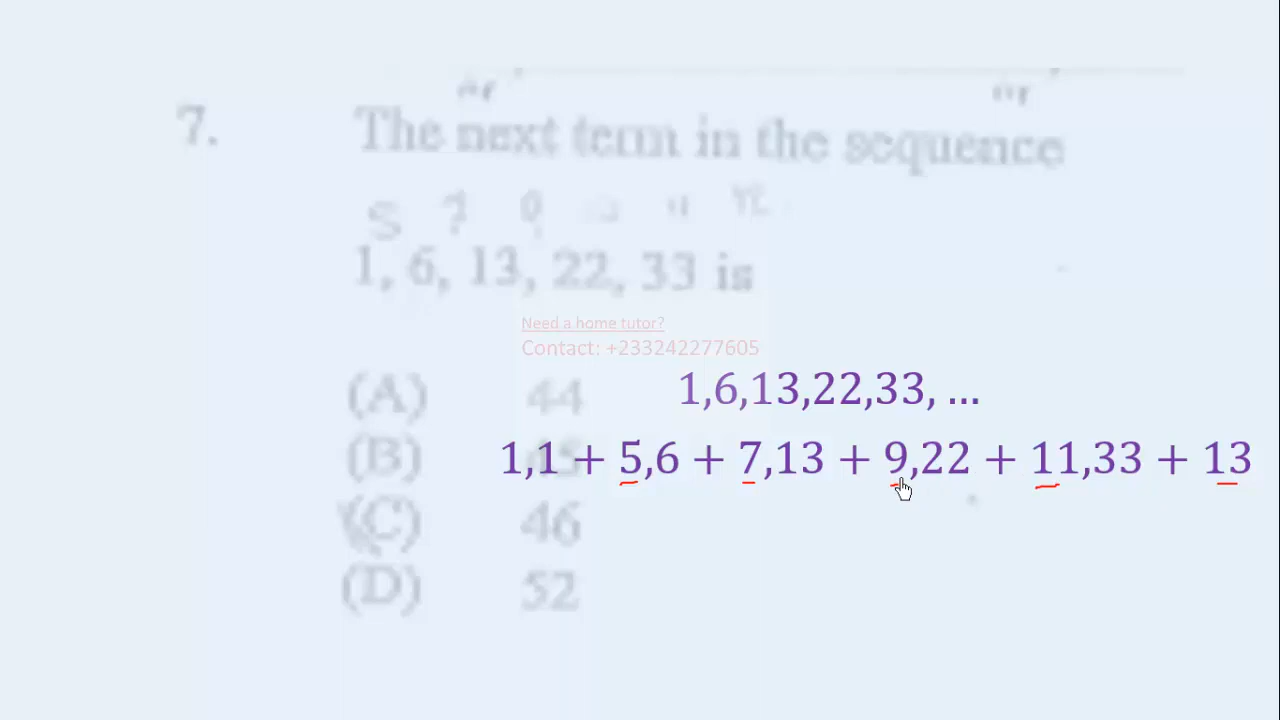 7. The next term in the sequence
1, 6, 13, 22, 33 is
Need a home tutor?
Contact: +233242277605
(A) 44
1,6,13,22,33, ...
(B) 45
1,1 + 5,6 + 7,13 + 9,22 + 11,33 + 13
(C) 46
(D) 52